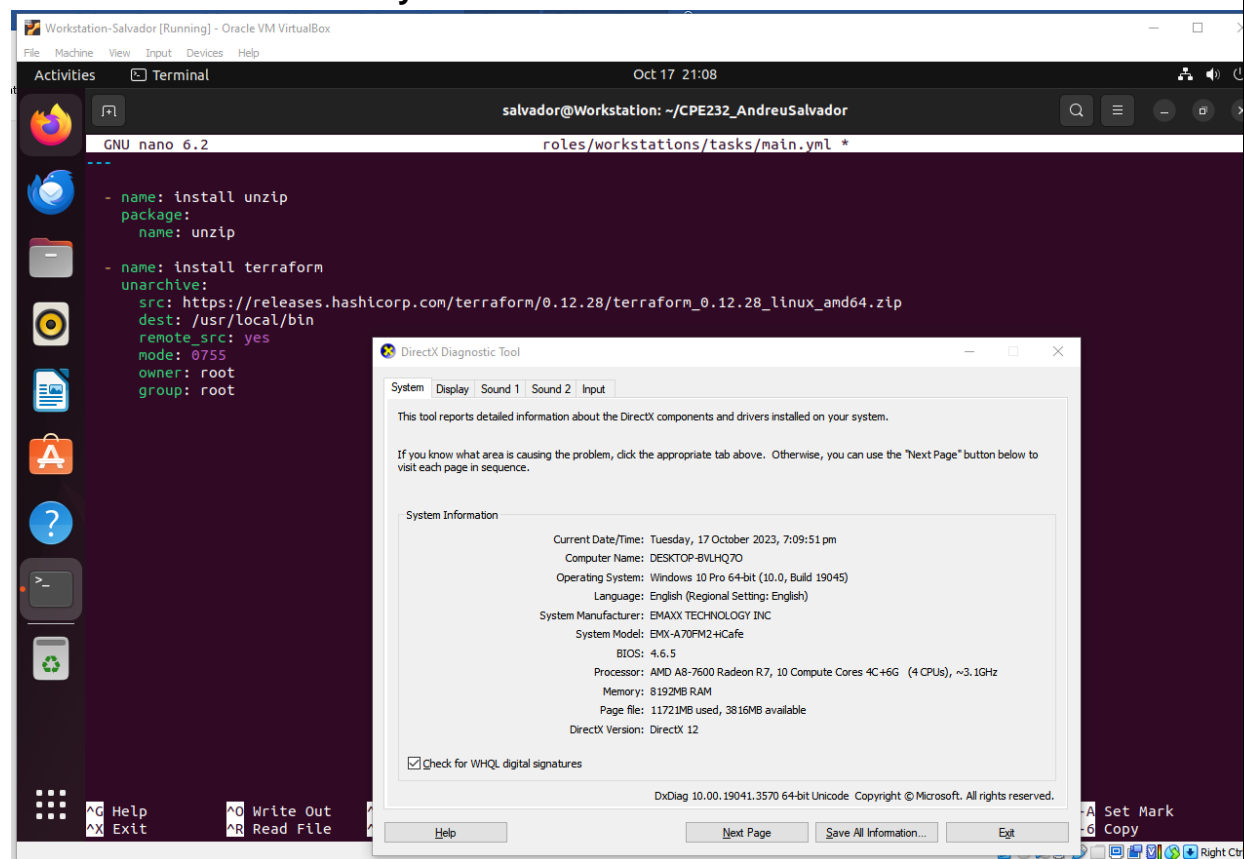 Workstation-Salvador [Running] - Oracle VM VirtualBox
File Machine View Input Devices Help
Activities Terminal Oct 17 21:08
salvador@Workstation: ~/CPE232_AndreuSalvador
GNU nano 6.2 roles/workstations/tasks/main.yml *
---
- name: install unzip
package:
name: unzip
- name: install terraform
unarchive:
src: https://releases.hashicorp.com/terraform/0.12.28/terraform_0.12.28_linux_amd64.zip
dest: /usr/local/bin
remote_src: yes
mode: 0755
owner: root
group: root
DirectX Diagnostic Tool
System Display Sound 1 Sound 2 Input
This tool reports detailed information about the DirectX components and drivers installed on your system.
If you know what area is causing the problem, click the appropriate tab above. Otherwise, you can use the "Next Page" button below to
visit each page in sequence.
System Information
Current Date/Time: Tuesday, 17 October 2023, 7:09:51 pm
Computer Name: DESKTOP-BVLHQ7O
Operating System: Windows 10 Pro 64-bit (10.0, Build 19045)
Language: English (Regional Setting: English)
System Manufacturer: EMAXX TECHNOLOGY INC
System Model: EMX-A70FM2+iCafe
BIOS: 4.6.5
Processor: AMD A8-7600 Radeon R7, 10 Compute Cores 4C+6G (4 CPUs), ~3.1GHz
Memory: 8192MB RAM
Page file: 11721MB used, 3816MB available
DirectX Version: DirectX 12
Check for WHQL digital signatures
DxDiag 10.00.19041.3570 64-bit Unicode Copyright © Microsoft. All rights reserved.
Help Next Page Save All Information... Exit
^G Help ^O Write Out Set Mark
^X Exit ^R Read File Copy
Right Ctr